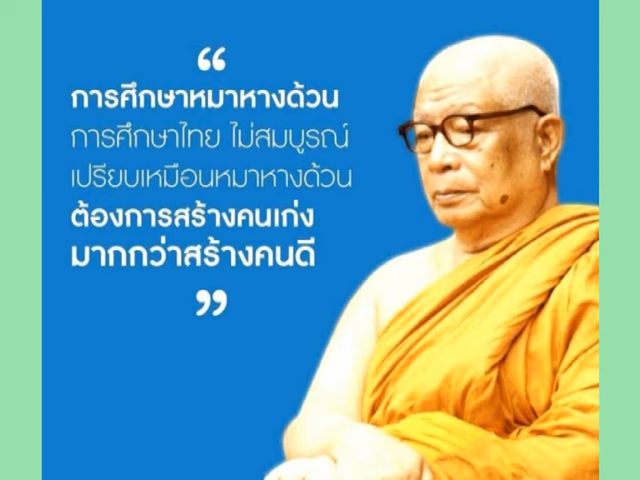 “
การศึกษาหมาหางด้วน
การศึกษาไทย ไม่สมบูรณ์
เปรียบเหมือนหมาหางด้วน
ต้องการสร้างคนเก่ง
มากกว่าสร้างคนดี
”